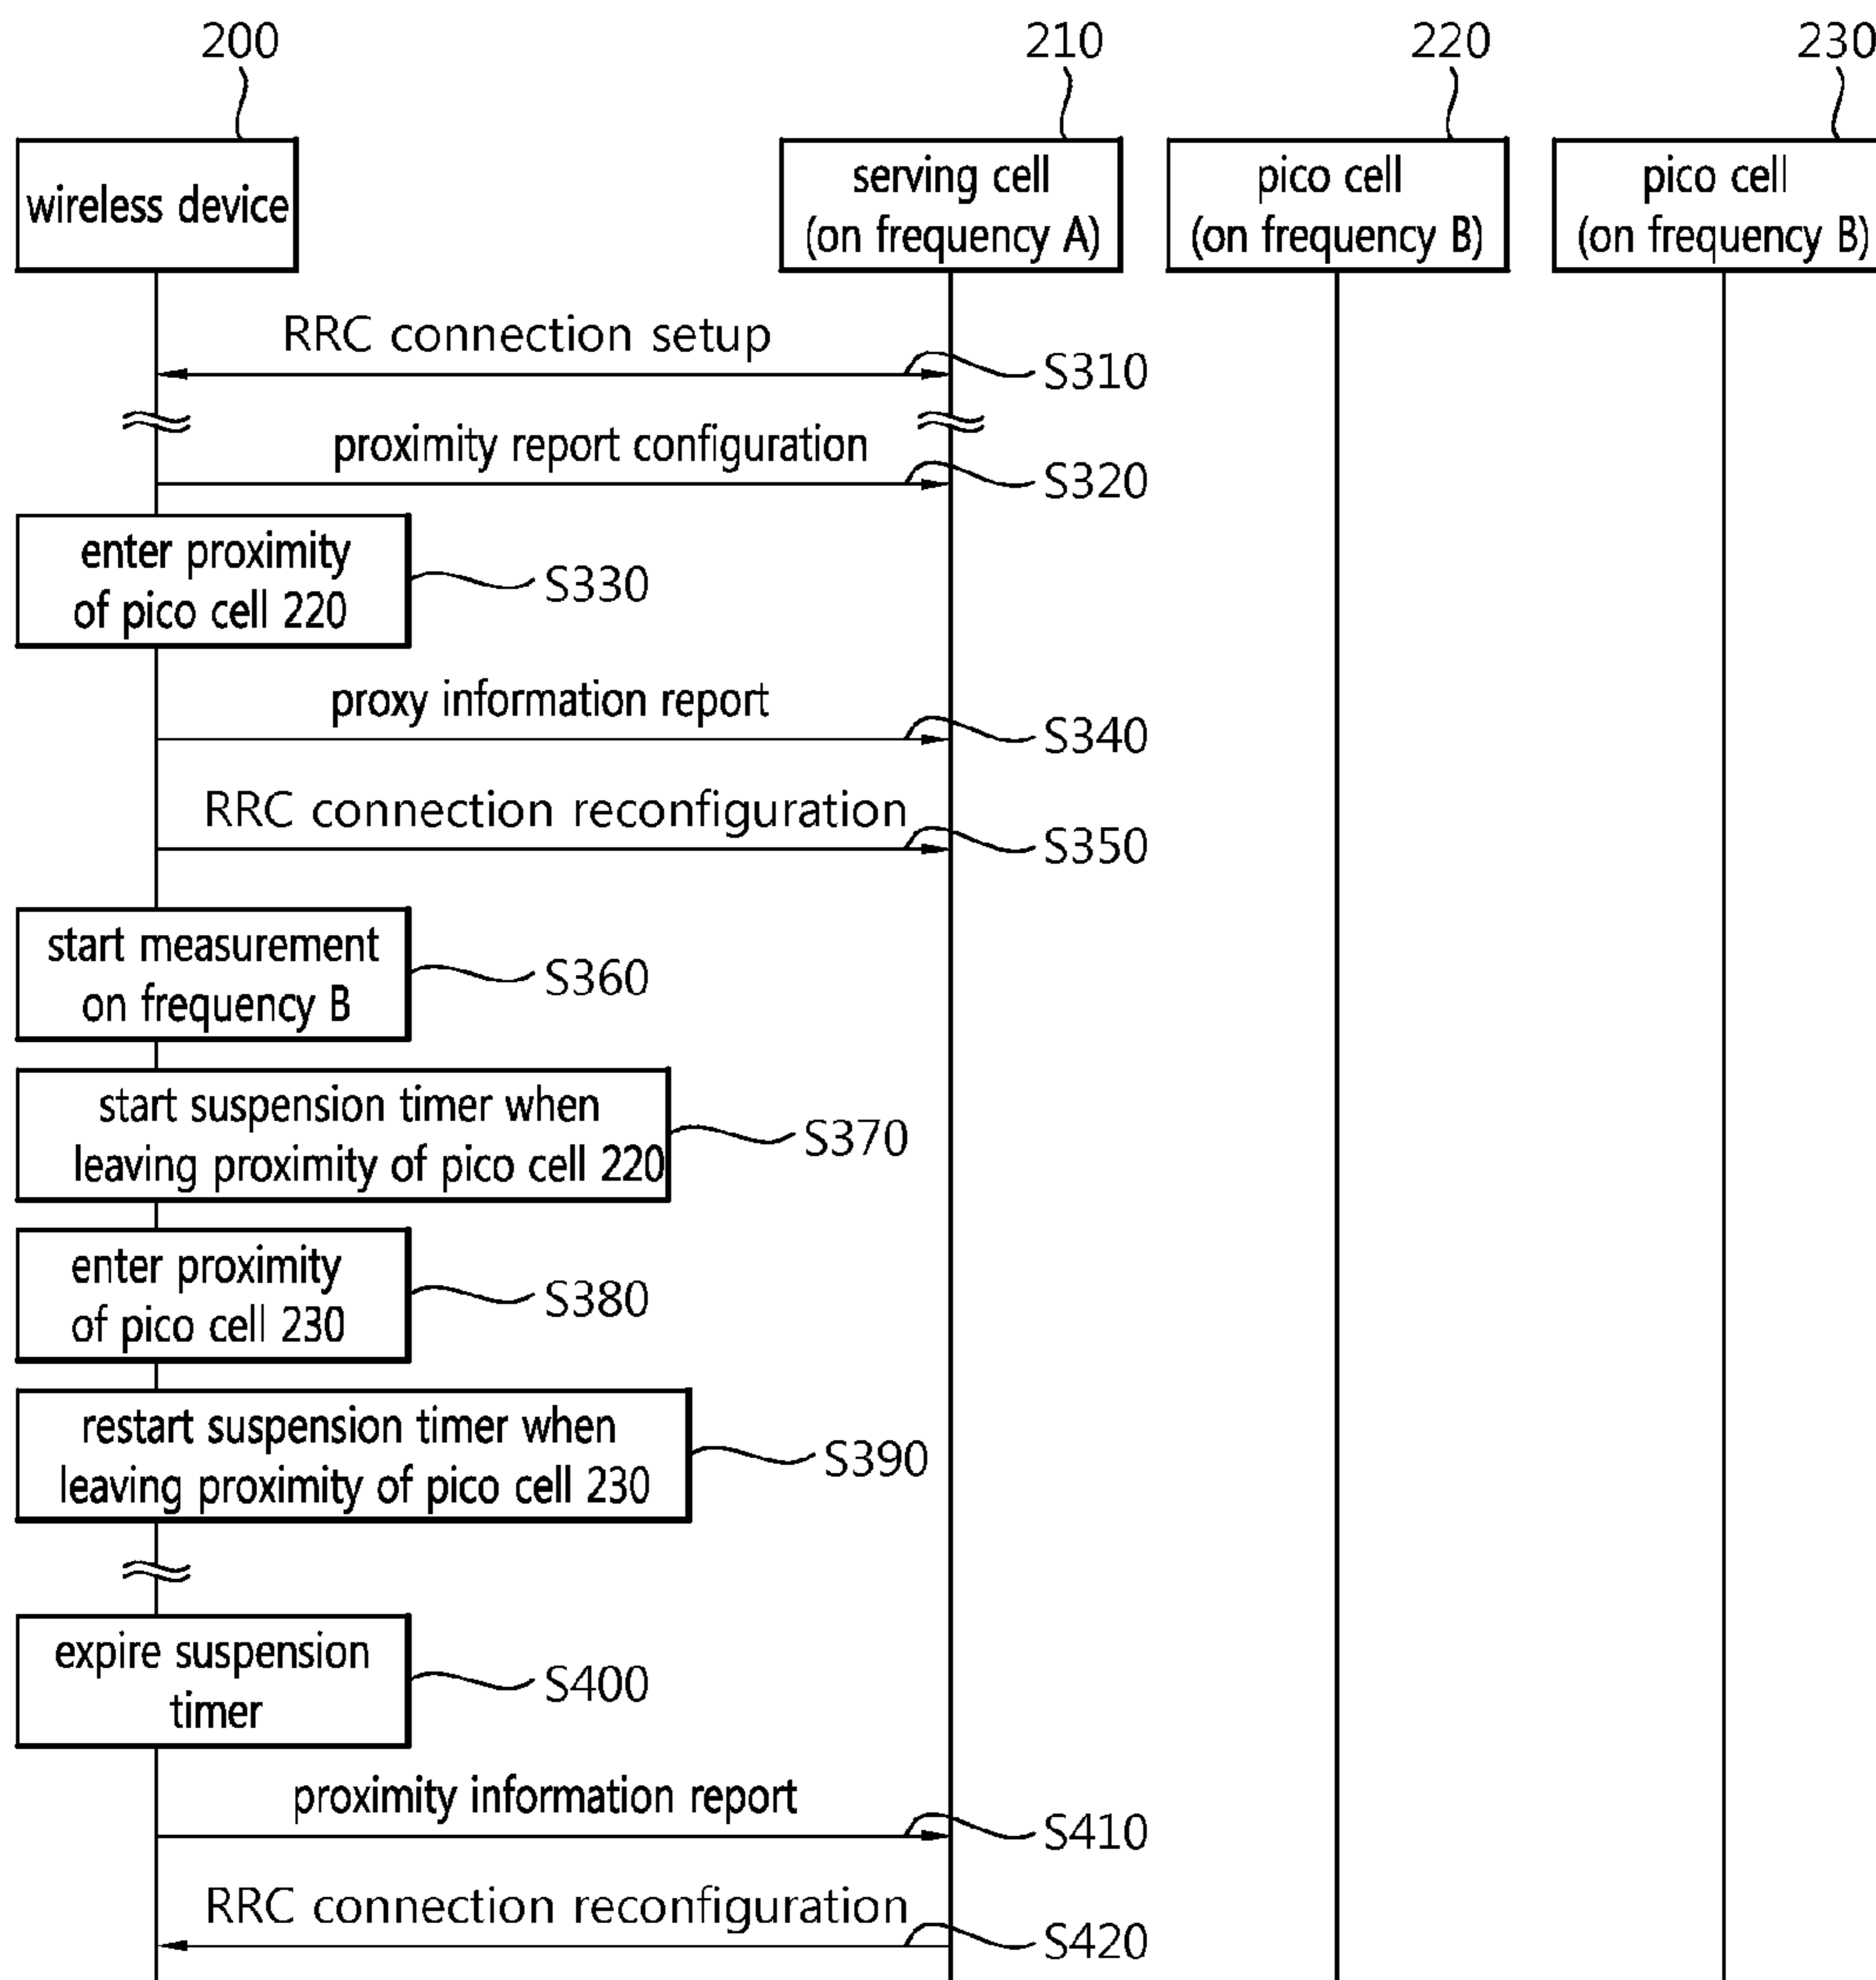 200
210
220
230
wireless device
serving cell
(on frequency A)
pico cell
(on frequency B)
pico cell
(on frequency B)
RRC connection setup
S310
proximity report configuration
S320
enter proximity
of pico cell 220
S330
proxy information report
S340
RRC connection reconfiguration
S350
start measurement
on frequency B
S360
start suspension timer when
leaving proximity of pico cell 220
S370
enter proximity
of pico cell 230
S380
restart suspension timer when
leaving proximity of pico cell 230
S390
expire suspension
timer
S400
proximity information report
S410
RRC connection reconfiguration
S420